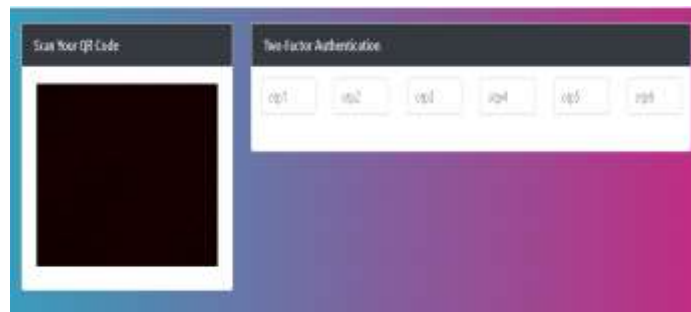 Scan Your QR Code
Two-Factor Authentication
otp1
otp2
otp3
otp4
otp5
otp6